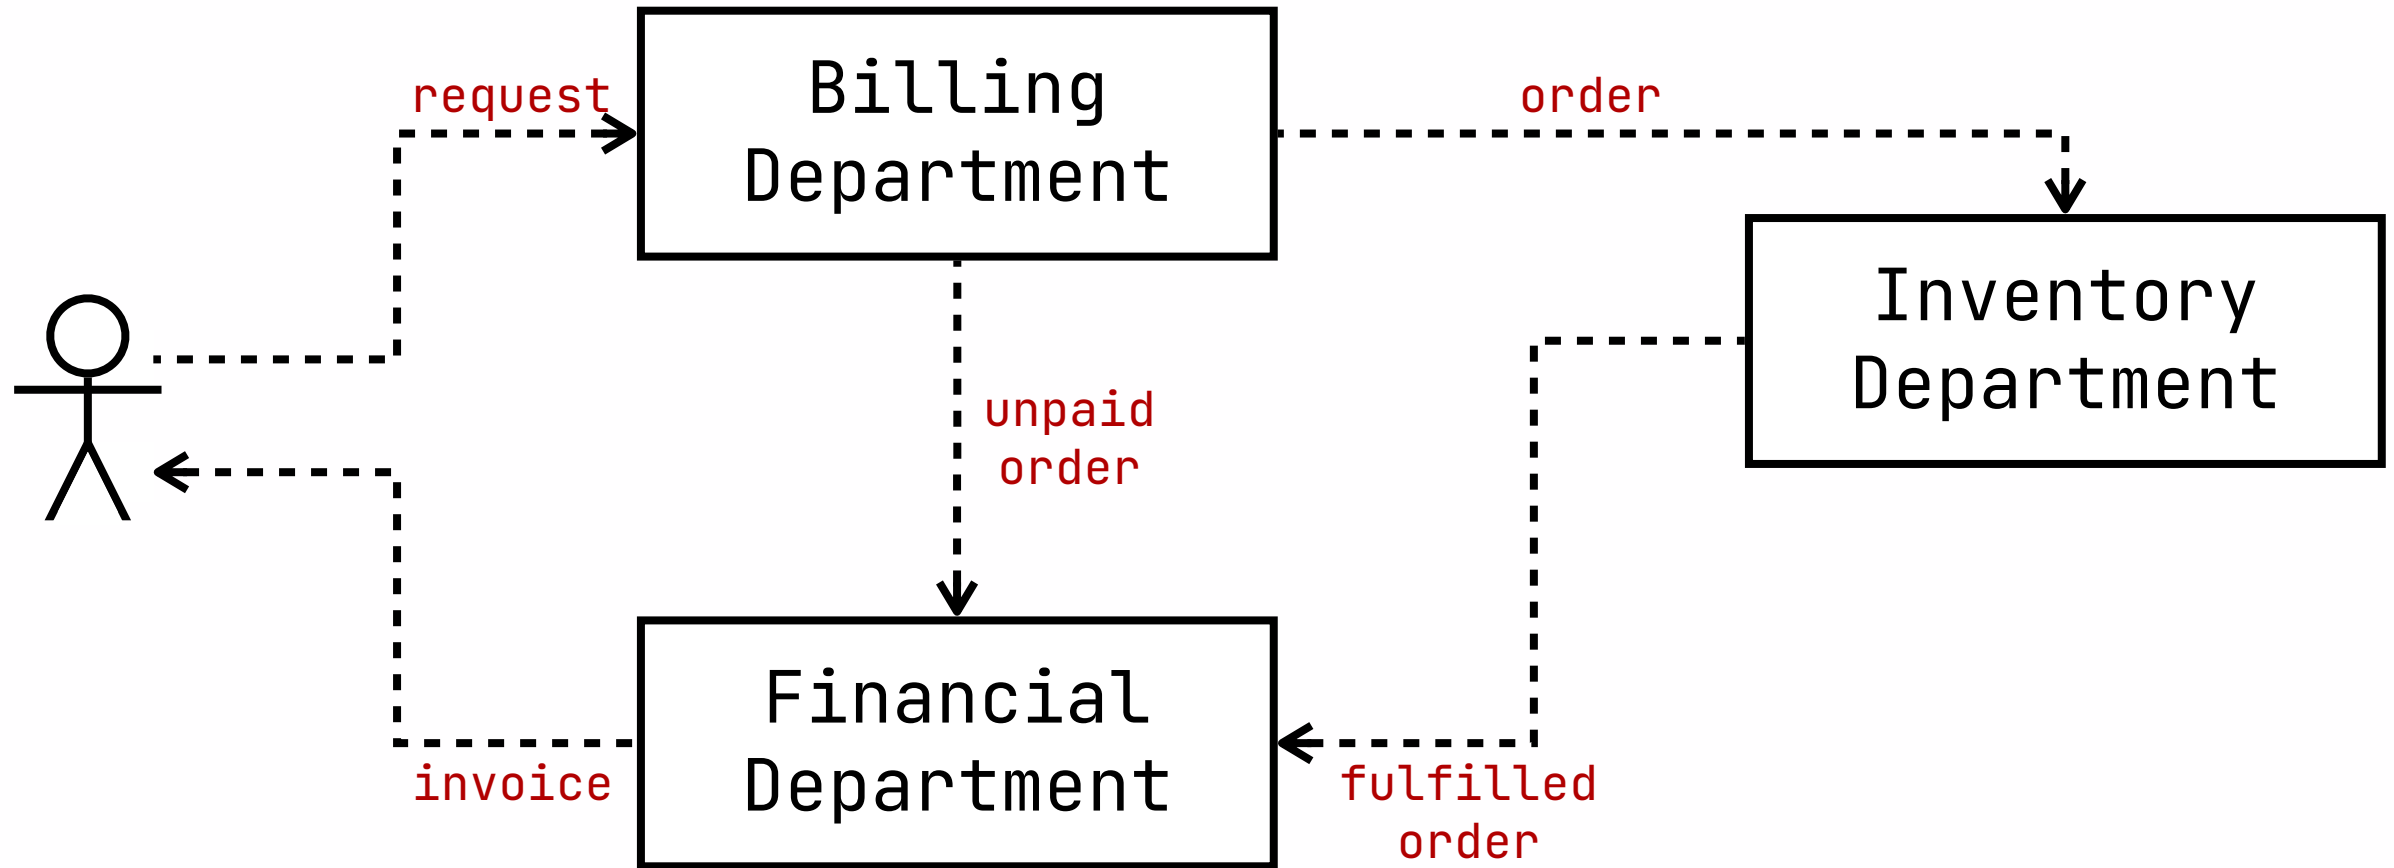 Billing
Department
request
order
Inventory
Department
unpaid
order
Financial
Department
invoice
fulfilled
order